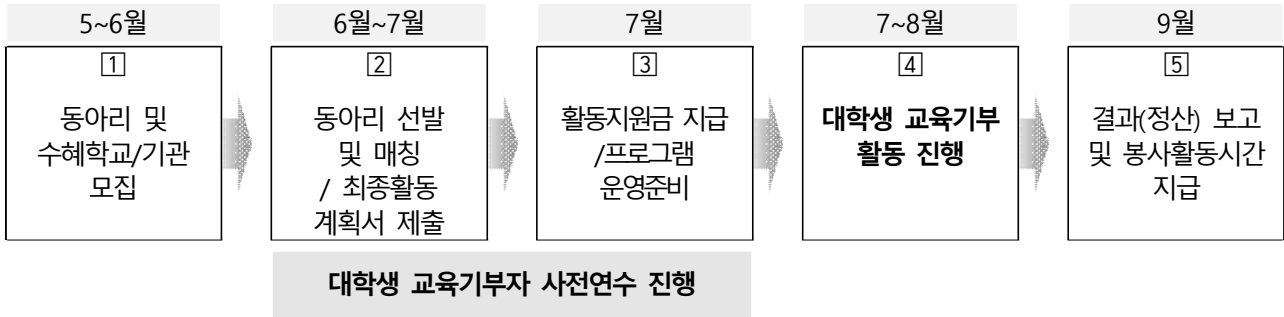 5~6월
1
동아리 및
수혜학교/기관
모집
6월~7월
2
동아리 선발
및 매칭
/ 최종활동
계획서 제출
7월
3
활동지원금 지급
/프로그램
운영준비
7~8월
4
대학생 교육기부
활동 진행
9월
5
결과(정산) 보고
및 봉사활동시간
지급
대학생 교육기부자 사전연수 진행